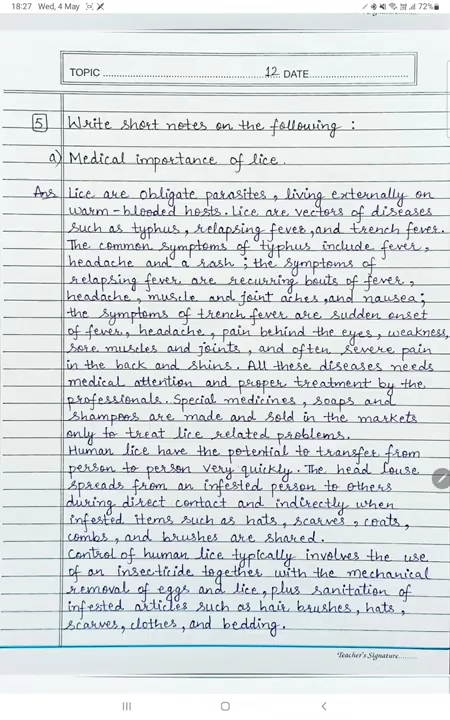 18:27 Wed, 4 May 72%
TOPIC ........ 12 DATE ........
5 Write short notes on the following :
a) Medical importance of lice.
Ans Lice are obligate parasites, living externally on
warm-blooded hosts. Lice are vectors of diseases
such as typhus, relapsing fever, and trench fever.
The common symptoms of typhus include fever,
headache and a rash ; the symptoms of
relapsing fever are recurring bouts of fever,
headache, muscle and joint aches, and nausea ;
the symptoms of trench fever are sudden onset
of fever, headache, pain behind the eyes, weakness,
sore muscles and joints, and often severe pain
in the back and shins. All these diseases needs
medical attention and proper treatment by the
professionals. Special medicines, soaps and
shampoos are made and sold in the markets
only to treat lice related problems.
Human lice have the potential to transfer from
person to person very quickly. The head louse
spreads from an infested person to others
during direct contact and indirectly when
infested items such as hats, scarves, coats,
combs, and brushes are shared.
Control of human lice typically involves the use
of an insecticide together with the mechanical
removal of eggs and lice, plus sanitation of
infested articles such as hair brushes, hats,
scarves, clothes, and bedding.
Teacher's Signature........